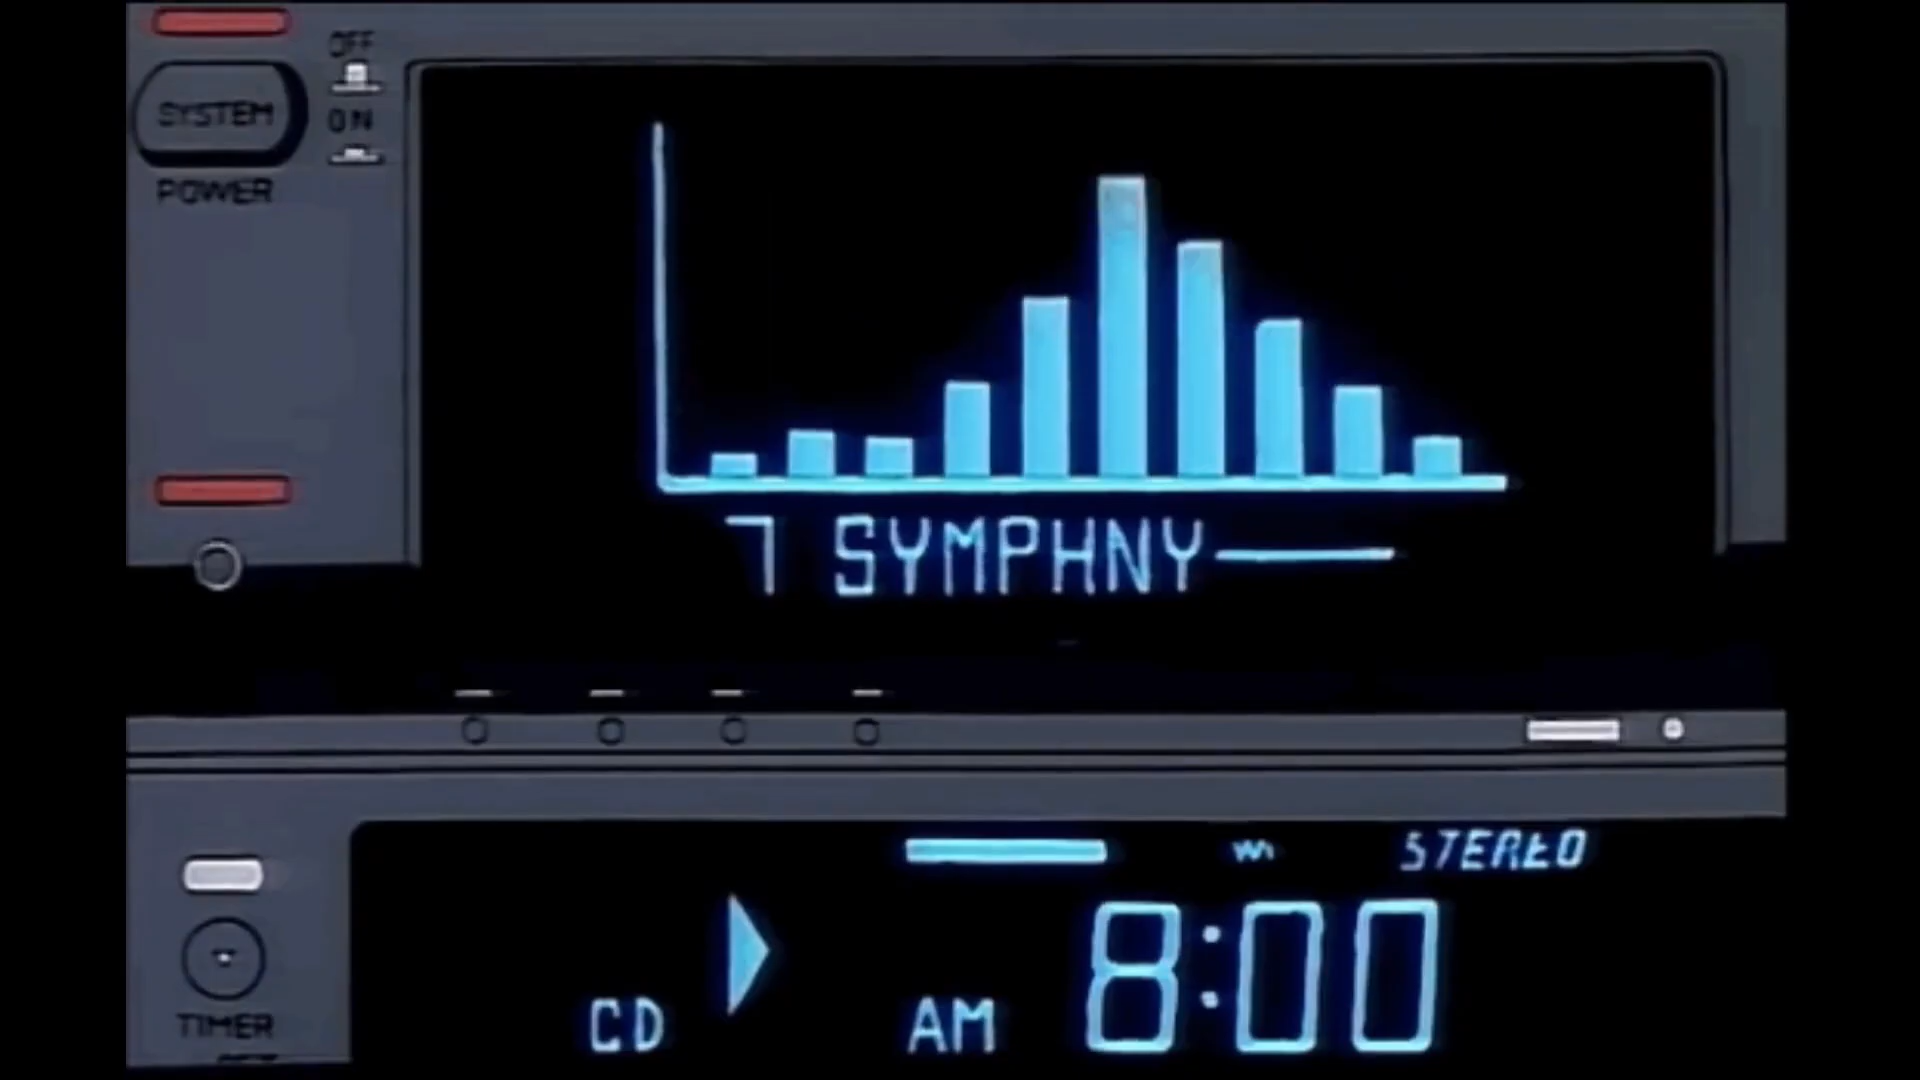 OFF
SYSTEM
ON
POWER
7 SYMPHNY
STEREO
8:00
CD
AM
TIMER